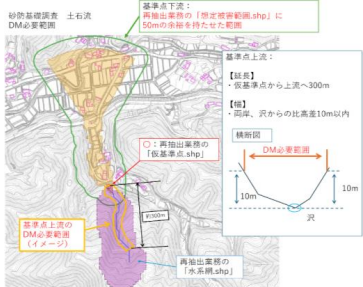 砂防基礎調査　土石流
DM必要範囲
基準点下流：
再抽出業務の「想定被害範囲.shp」に
50mの余裕を持たせた範囲
基準点上流：
【延長】
・仮基準点から上流へ300m
【幅】
・両岸、沢からの比高差10m以内
横断図
DM必要範囲
10m
10m
沢
〇：再抽出業務の
「仮基準点.shp」
約300m
基準点上流の
DM必要範囲
（イメージ）
再抽出業務の
「水系網.shp」